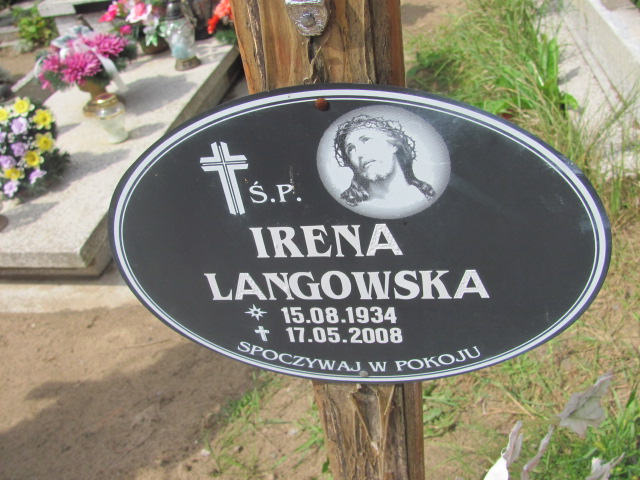 Ś.P.
IRENA
LANGOWSKA
15.08.1934
17.05.2008
SPOCZYWAJ W POKOJU